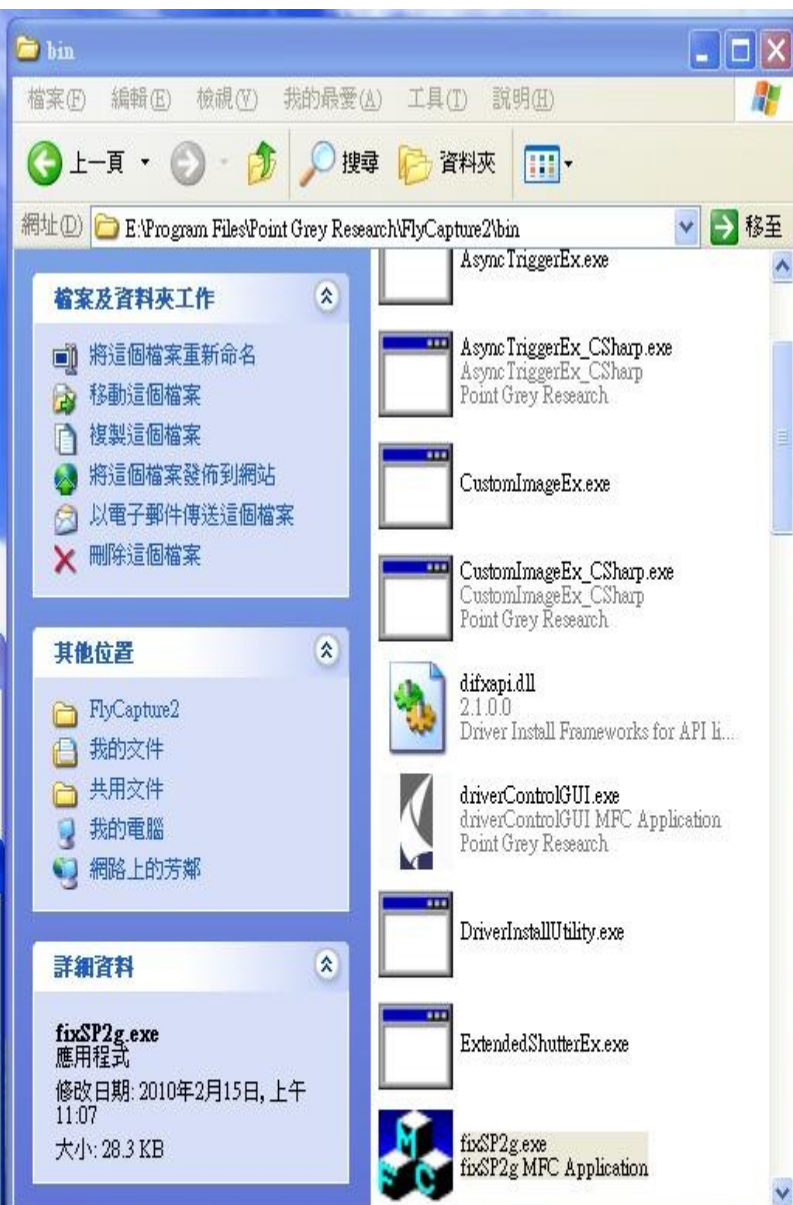 bin
檔案(F) 編輯(E) 檢視(V) 我的最愛(A) 工具(T) 說明(H)
上一頁 搜尋 資料夾
網址(D) E:\Program Files\Point Grey Research\FlyCapture2\bin 移至
檔案及資料夾工作
將這個檔案重新命名
移動這個檔案
複製這個檔案
將這個檔案發佈到網站
以電子郵件傳送這個檔案
刪除這個檔案
其他位置
FlyCapture2
我的文件
共用文件
我的電腦
網路上的芳鄰
詳細資料
fixSP2g.exe
應用程式
修改日期: 2010年2月15日, 上午
11:07
大小: 28.3 KB
AsyncTriggerEx.exe
AsyncTriggerEx_CSharp.exe
AsyncTriggerEx_CSharp
Point Grey Research
CustomImageEx.exe
CustomImageEx_CSharp.exe
CustomImageEx_CSharp
Point Grey Research
difxapi.dll
2.1.0.0
Driver Install Frameworks for API li...
driverControlGUI.exe
driverControlGUI MFC Application
Point Grey Research
DriverInstallUtility.exe
ExtendedShutterEx.exe
MFC
fixSP2g.exe
fixSP2g MFC Application